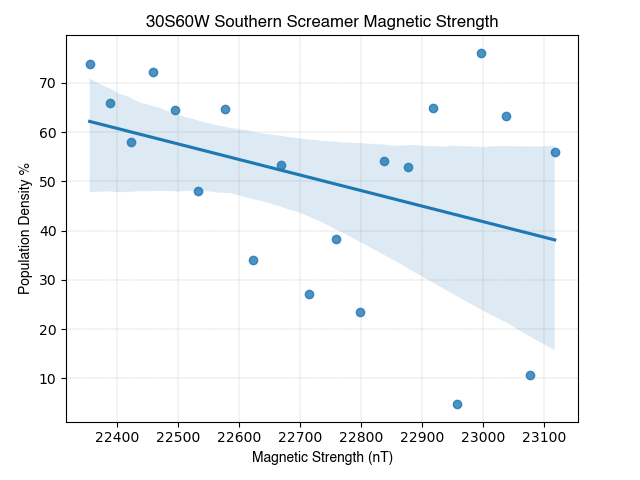 30S60W Southern Screamer Magnetic Strength
70
60
50
40
30
20
10
Population Density %
22400 22500 22600 22700 22800 22900 23000 23100
Magnetic Strength (nT)